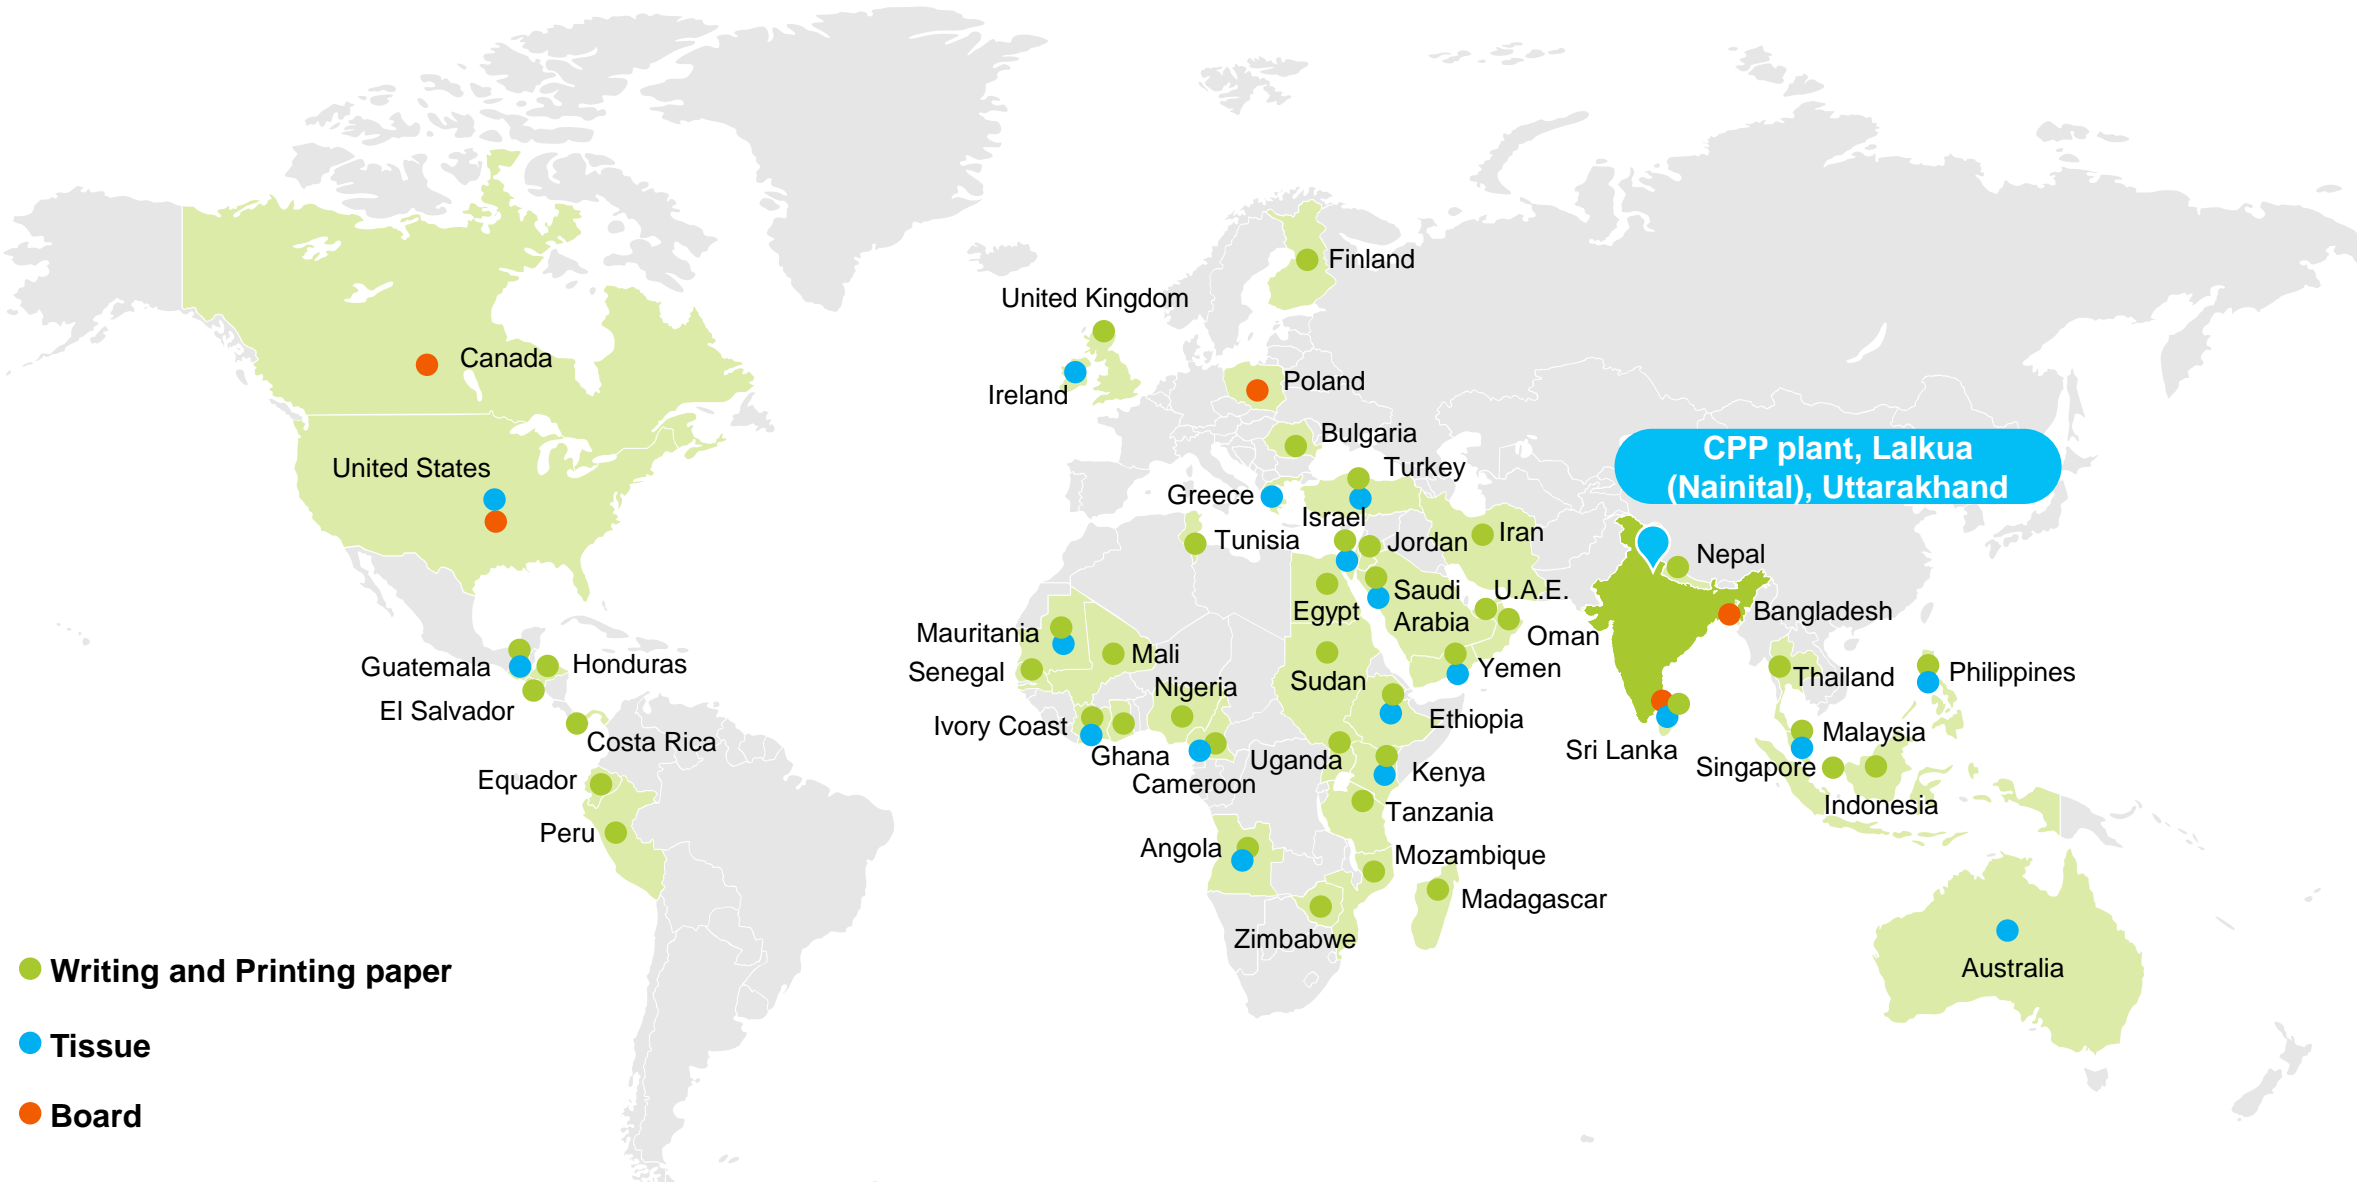 Finland
United Kingdom
Canada
Poland
Ireland
Bulgaria
CPP plant, Lalkua
(Nainital), Uttarakhand
United States
Turkey
Greece
Israel
Iran
Tunisia
Jordan
Nepal
Saudi
Arabia
U.A.E.
Egypt
Bangladesh
Mauritania
Oman
Mali
Guatemala
Honduras
Senegal
Yemen
Thailand
Philippines
Sudan
Nigeria
El Salvador
Ivory Coast
Ethiopia
Costa Rica
Malaysia
Sri Lanka
Ghana
Uganda
Singapore
Equador
Cameroon
Kenya
Indonesia
Tanzania
Peru
Angola
Mozambique
Madagascar
Zimbabwe
Australia
Writing and Printing paper
Tissue
Board